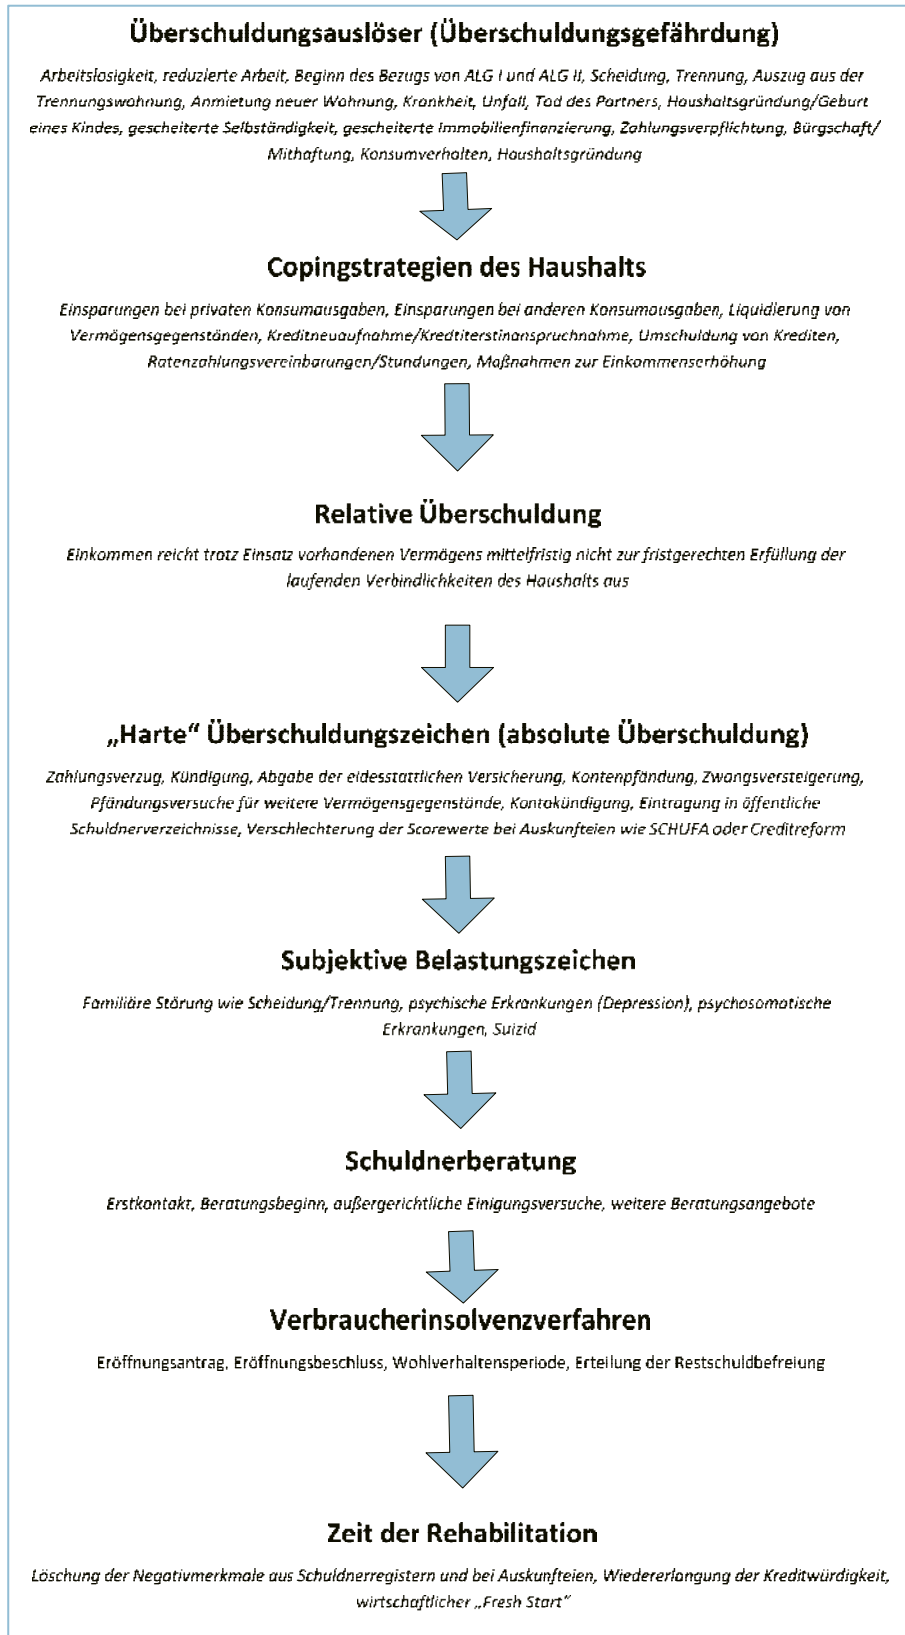 Überschuldungsauslöser (Überschuldungsgefährdung)
Arbeitslosigkeit, reduzierte Arbeit, Beginn des Bezugs von ALG I und ALG II, Scheidung, Trennung, Auszug aus der
Trennungswohnung, Anmietung neuer Wohnung, Krankheit, Unfall, Tod des Partners, Haushaltsgründung/Geburt
eines Kindes, gescheiterte Selbständigkeit, gescheiterte Immobilienfinanzierung, Zahlungsverpflichtung, Bürgschaft/
Mithaftung, Konsumverhalten, Haushaltsgründung
Copingstrategien des Haushalts
Einsparungen bei privaten Konsumausgaben, Einsparungen bei anderen Konsumausgaben, Liquidierung von
Vermögensgegenständen, Kreditneuaufnahme/Kredititerstinanspruchnahme, Umschuldung von Krediten,
Ratenzahlungsvereinbarungen/Stundungen, Maßnahmen zur Einkommenserhöhung
Relative Überschuldung
Einkommen reicht trotz Einsatz vorhandenen Vermögens mittelfristig nicht zur fristgerechten Erfüllung der
laufenden Verbindlichkeiten des Haushalts aus
„Harte“ Überschuldungszeichen (absolute Überschuldung)
Zahlungsverzug, Kündigung, Abgabe der eidesstattlichen Versicherung, Kontenpfändung, Zwangsversteigerung,
Pfändungsversuche für weitere Vermögensgegenstände, Kontokündigung, Eintragung in öffentliche
Schuldnerverzeichnisse, Verschlechterung der Scorewerte bei Auskunfteien wie SCHUFA oder Creditreform
Subjektive Belastungszeichen
Familiäre Störung wie Scheidung/Trennung, psychische Erkrankungen (Depression), psychosomatische
Erkrankungen, Suizid
Schuldnerberatung
Erstkontakt, Beratungsbeginn, außergerichtliche Einigungsversuche, weitere Beratungsangebote
Verbraucherinsolvenzverfahren
Eröffnungsantrag, Eröffnungsbeschluss, Wohlverhaltensperiode, Erteilung der Restschuldbefreiung
Zeit der Rehabilitation
Löschung der Negativmerkmale aus Schuldnerregistern und bei Auskunfteien, Wiedererlangung der Kreditwürdigkeit,
wirtschaftlicher „Fresh Start“